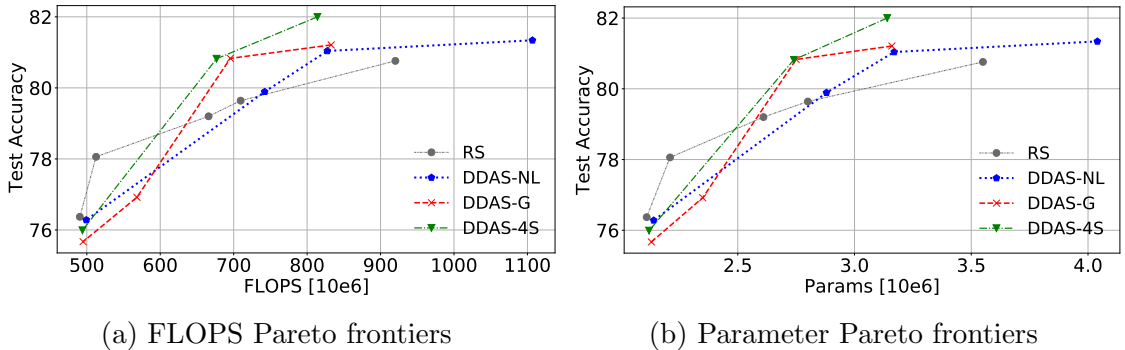 82
80
78
76
Test Accuracy
RS
DDAS-NL
DDAS-G
DDAS-4S
500 600 700 800 900 1000 1100
FLOPS [10e6]
(a) FLOPS Pareto frontiers
82
80
78
76
Test Accuracy
RS
DDAS-NL
DDAS-G
DDAS-4S
2.5 3.0 3.5 4.0
Params [10e6]
(b) Parameter Pareto frontiers